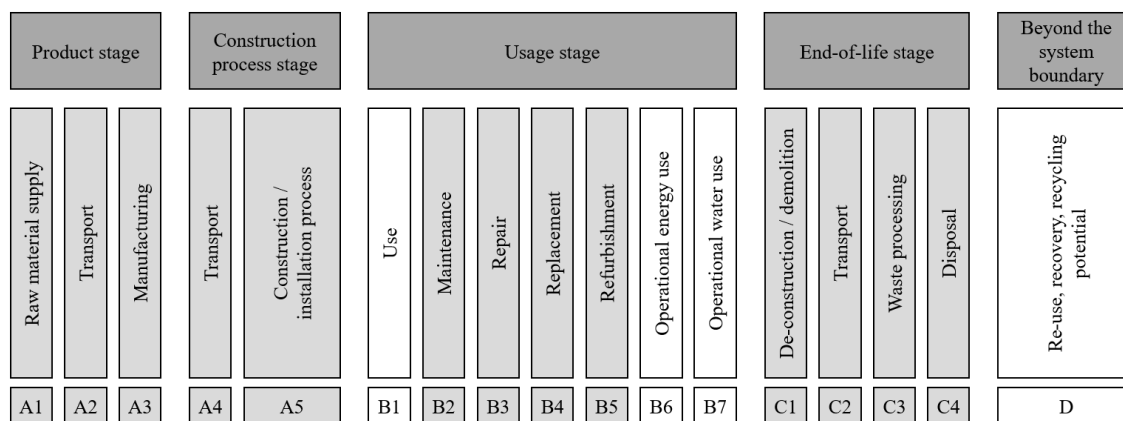 Product stage
Construction
process stage
Usage stage
End-of-life stage
Beyond the
system
boundary
Raw material supply
Transport
Manufacturing
Transport
Construction /
installation process
Use
Maintenance
Repair
Replacement
Refurbishment
Operational energy use
Operational water use
De-construction / demolition
Transport
Waste processing
Disposal
Re-use, recovery, recycling
potential
A1
A2
A3
A4
A5
B1
B2
B3
B4
B5
B6
B7
C1
C2
C3
C4
D